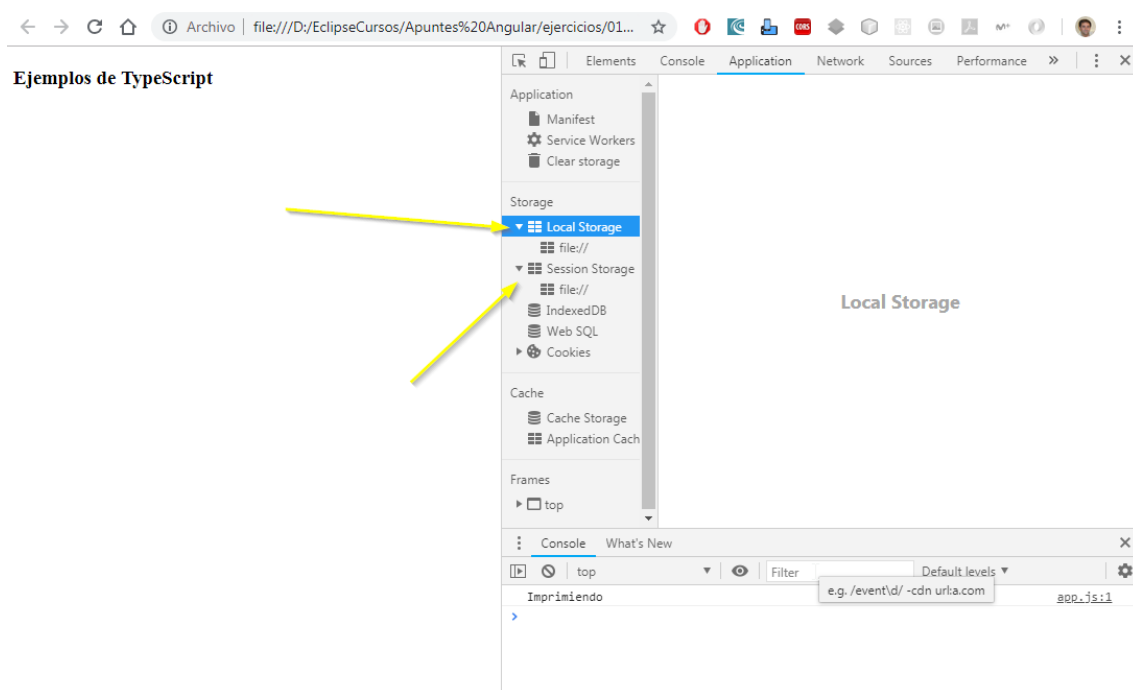 Archivo file:///D:/EclipseCursos/Apuntes%20Angular/ejercicios/01...
CORS
Ejemplos de TypeScript
Elements Console Application Network Sources Performance »
Application
Manifest
Service Workers
Clear storage
Storage
Local Storage
file://
Session Storage
file://
IndexedDB
Web SQL
Cookies
Cache
Cache Storage
Application Cach
Frames
top
Local Storage
Console What's New
top Filter Default levels
e.g. /event\d/ -cdn url:a.com
Imprimiendo app.js:1